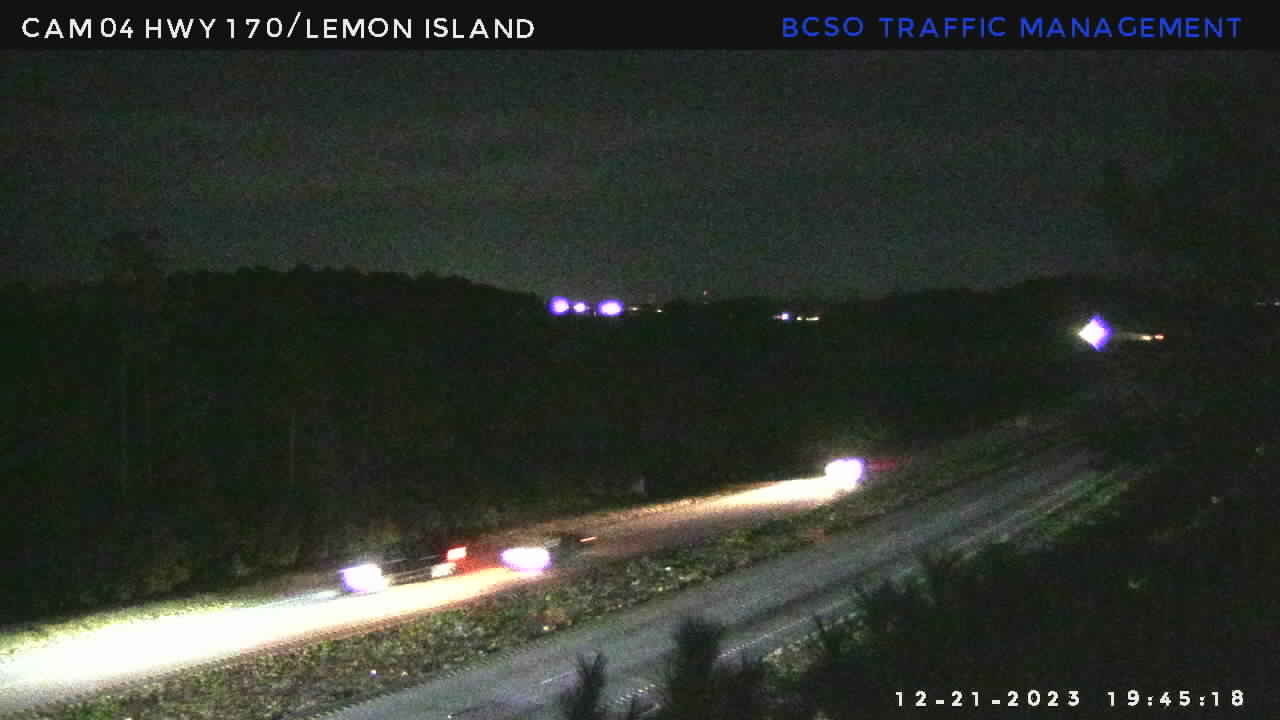 CAM04 HWY 170/LEMON ISLAND BCSO TRAFFIC MANAGEMENT
12-21-2023 19:45:18